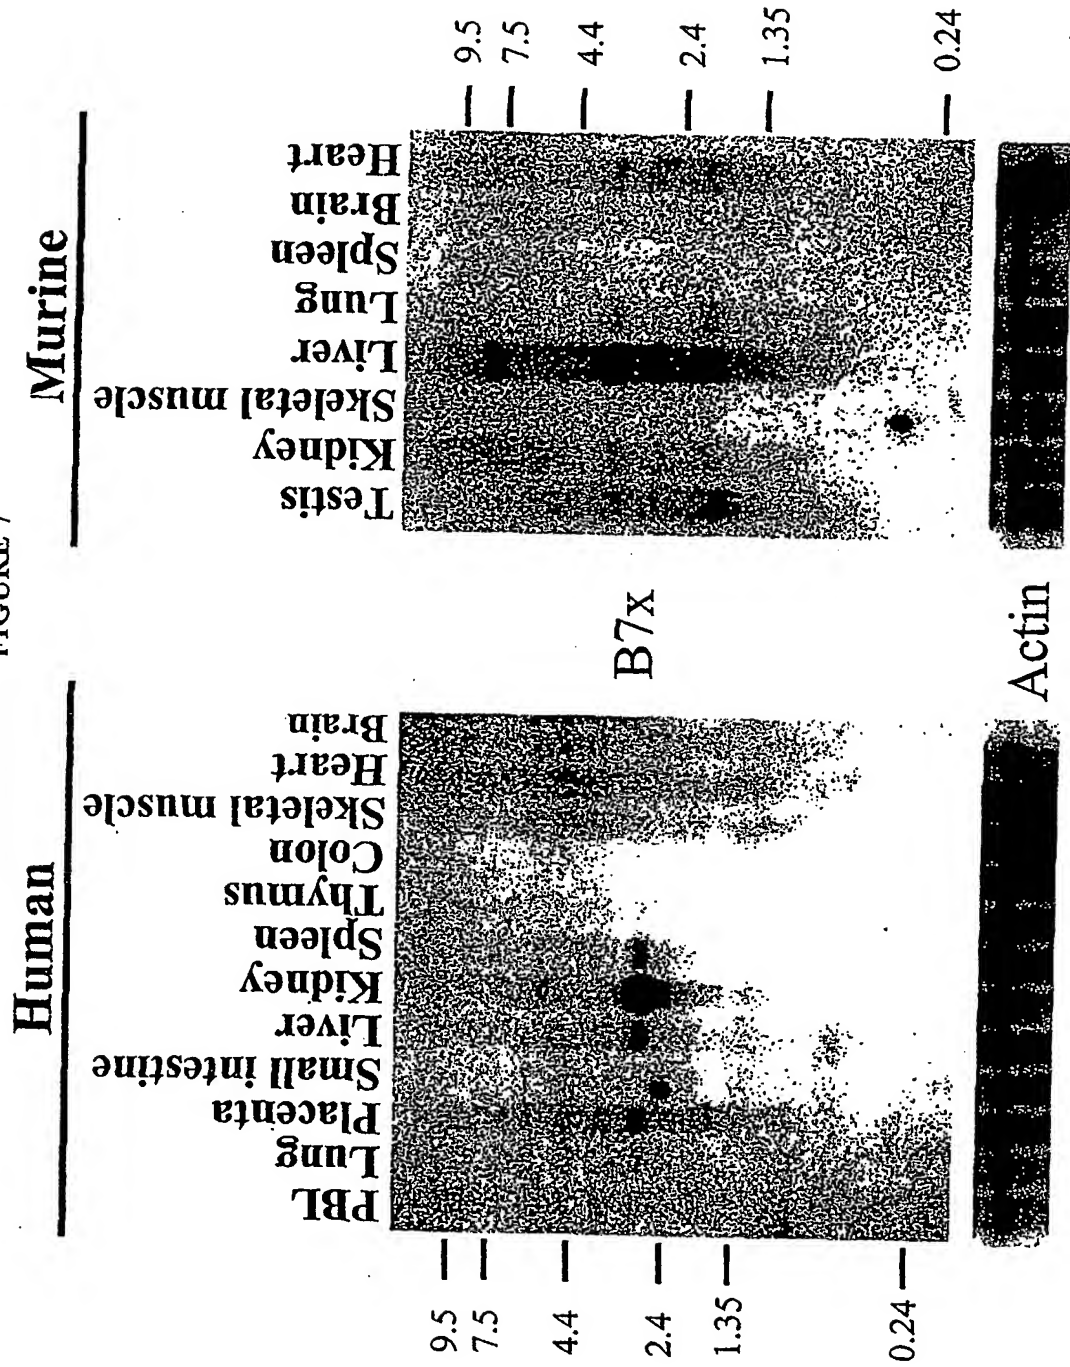 FIGURE 7
Human
Brain
Heart
Skeletal muscle
Colon
Thymus
Spleen
Kidney
Liver
Small intestine
Placenta
Lung
PBL
9.5
7.5
4.4
2.4
1.35
0.24
B7x
Actin
Murine
Heart
Brain
Spleen
Lung
Liver
Skeletal muscle
Kidney
Testis
9.5
7.5
4.4
2.4
1.35
0.24